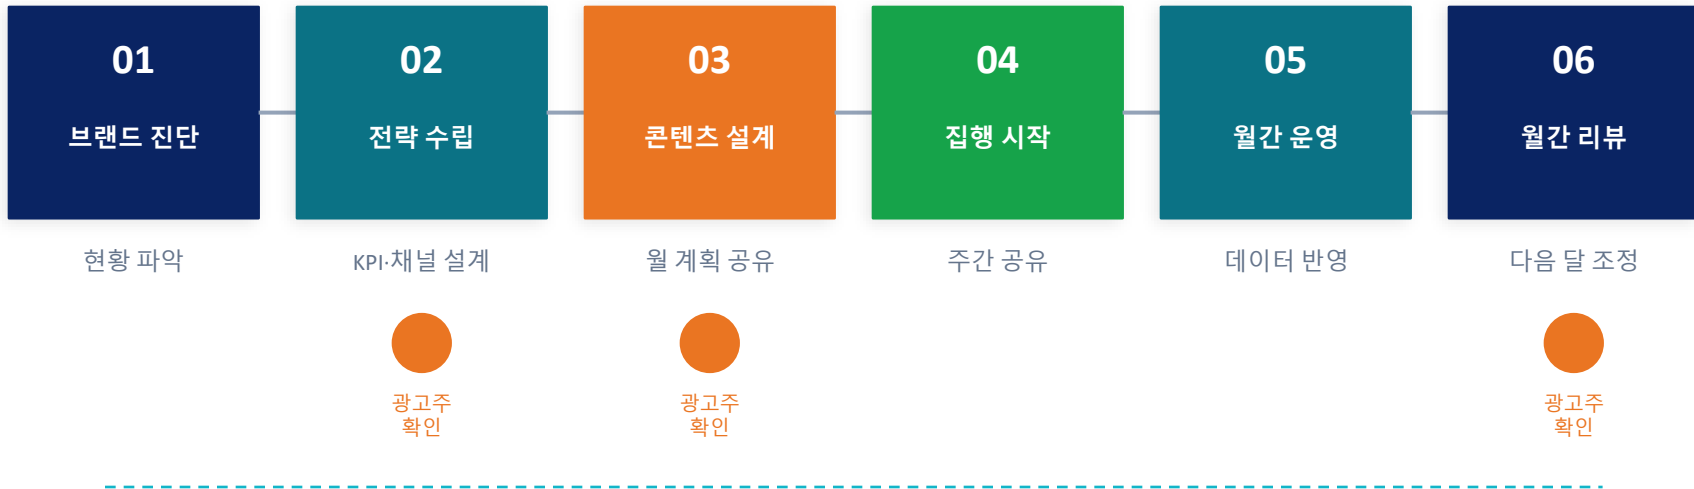 01
브랜드 진단
현황 파악
02
전략 수립
KPI·채널 설계
광고주
확인
03
콘텐츠 설계
월 계획 공유
광고주
확인
04
집행 시작
주간 공유
05
월간 운영
데이터 반영
06
월간 리뷰
다음 달 조정
광고주
확인